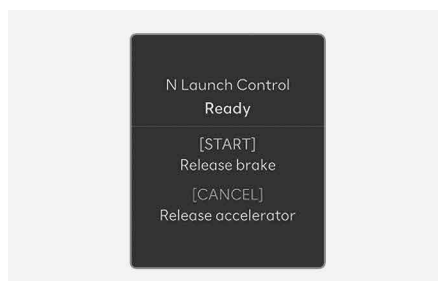 N Launch Control
Ready
[START]
Release brake
[CANCEL]
Release accelerator